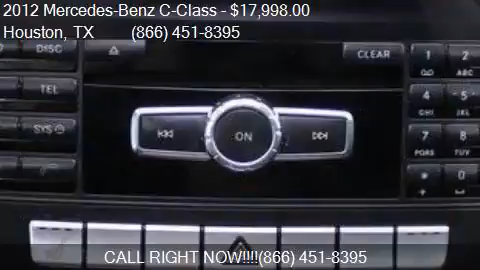 2012 Mercedes-Benz C-Class - $17,998.00
Houston, TX (866) 451-8395
DISC CLEAR 1 2 ABC
TEL 4 GHI 5 JKL
SYS ON 7 PQRS 8 TUV
* 0
CALL RIGHT NOW!!!!(866) 451-8395